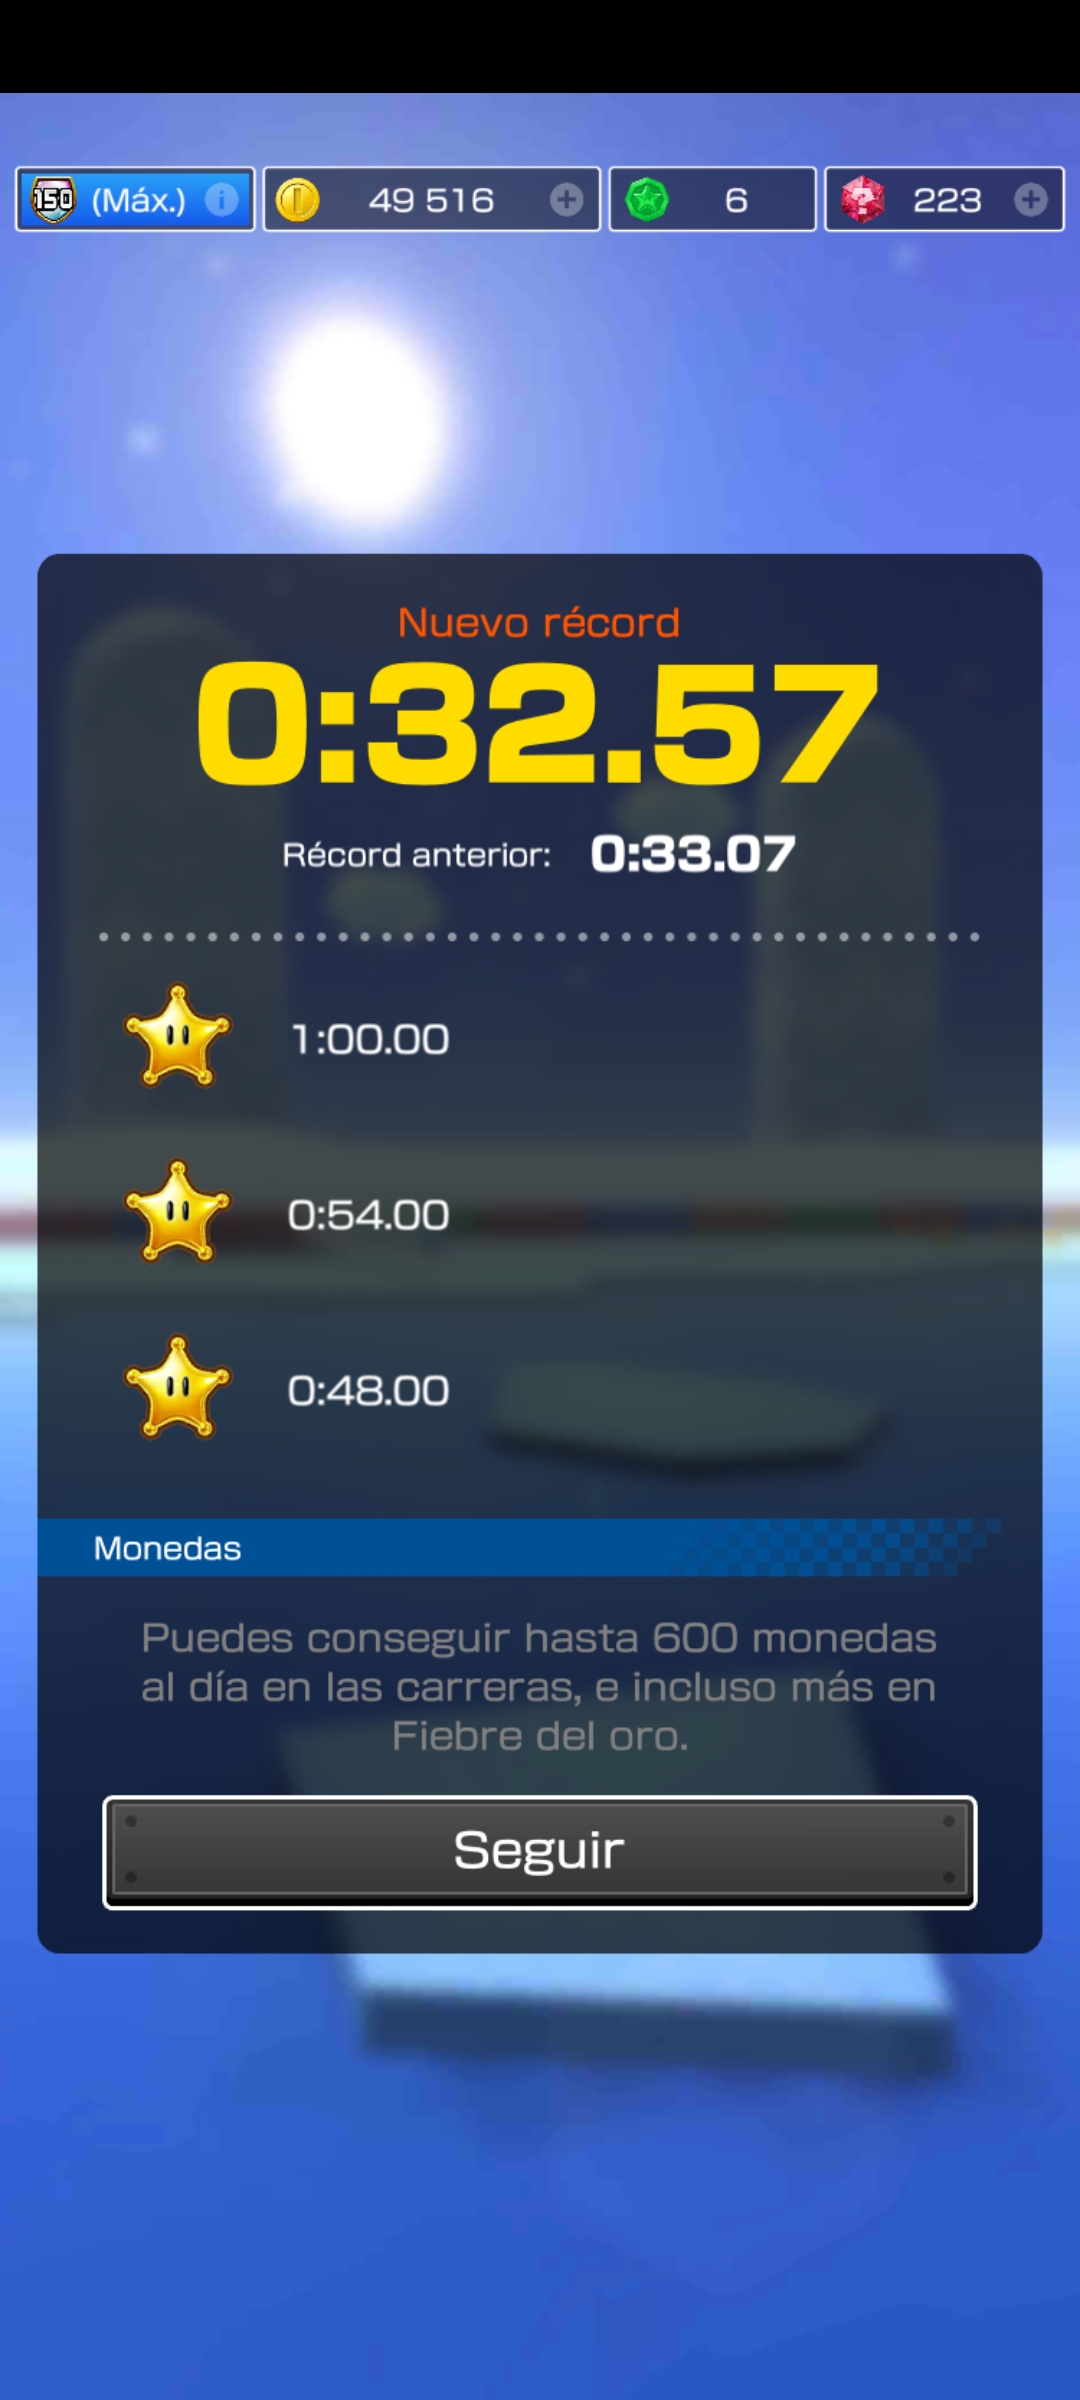 150 (Máx.) i 49 516 + 6 ? 223 +
Nuevo récord
0:32.57
Récord anterior: 0:33.07
1:00.00
0:54.00
0:48.00
Monedas
Puedes conseguir hasta 600 monedas
al día en las carreras, e incluso más en
Fiebre del oro.
Seguir